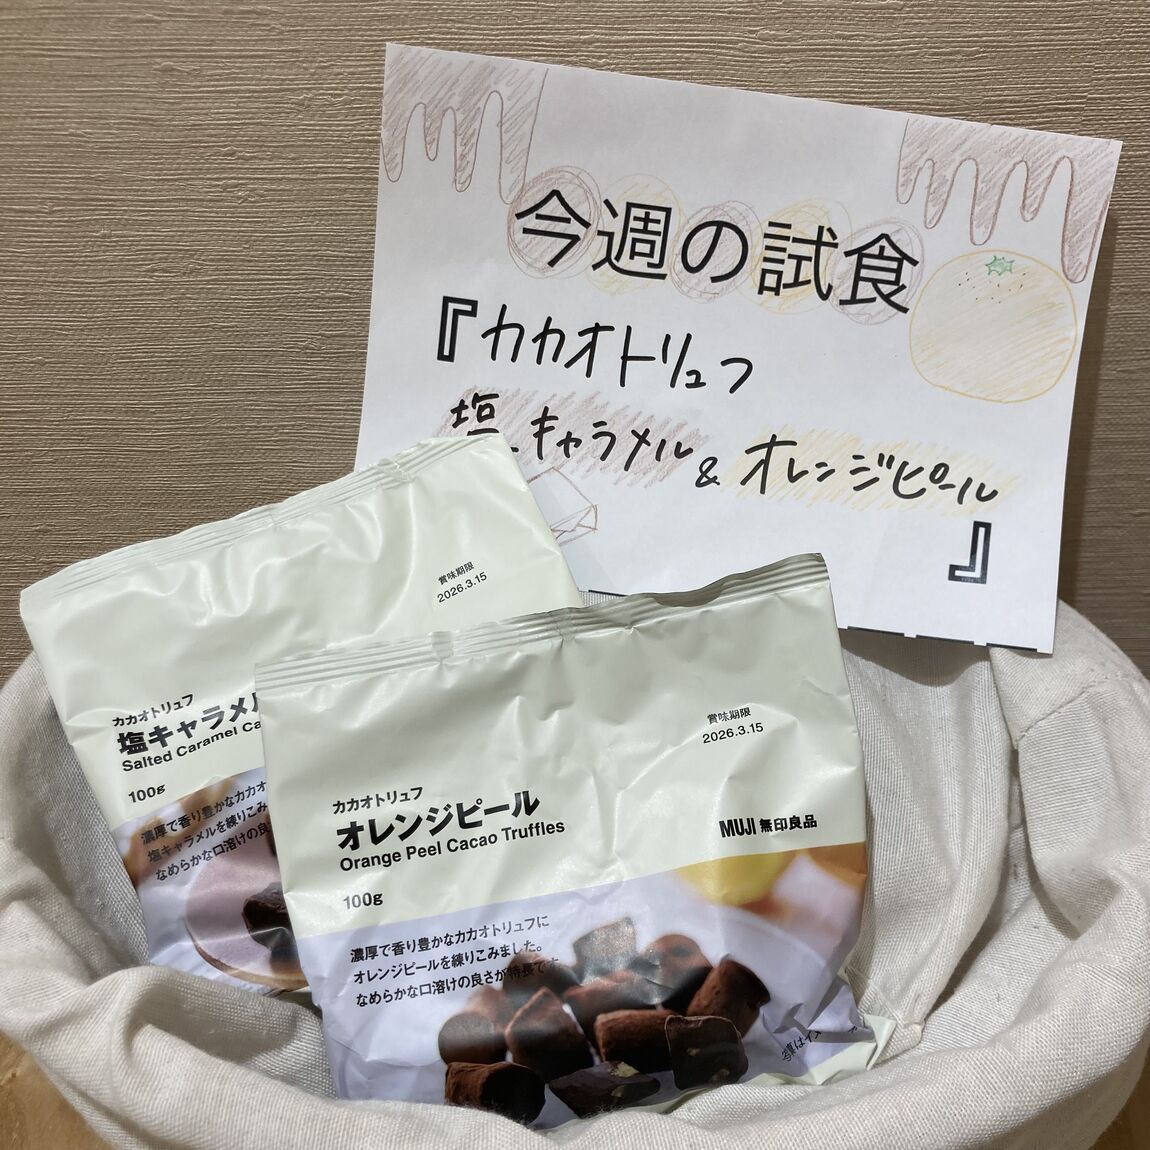 今週の試食
『カカオトリュフ
塩キャラメル & オレンジピール
』
賞味期限
2026.3.15
カカオトリュフ
塩キャラメル
Salted Caramel Ca
100g
濃厚で香り豊かなカカオ
塩キャラメルを練りこみ
なめらかな口溶けの良
賞味期限
2026.3.15
カカオトリュフ
オレンジピール
Orange Peel Cacao Truffles
MUJI 無印良品
100g
濃厚で香り豊かなカカオトリュフに
オレンジピールを練りこみました。
なめらかな口溶けの良さが特長です